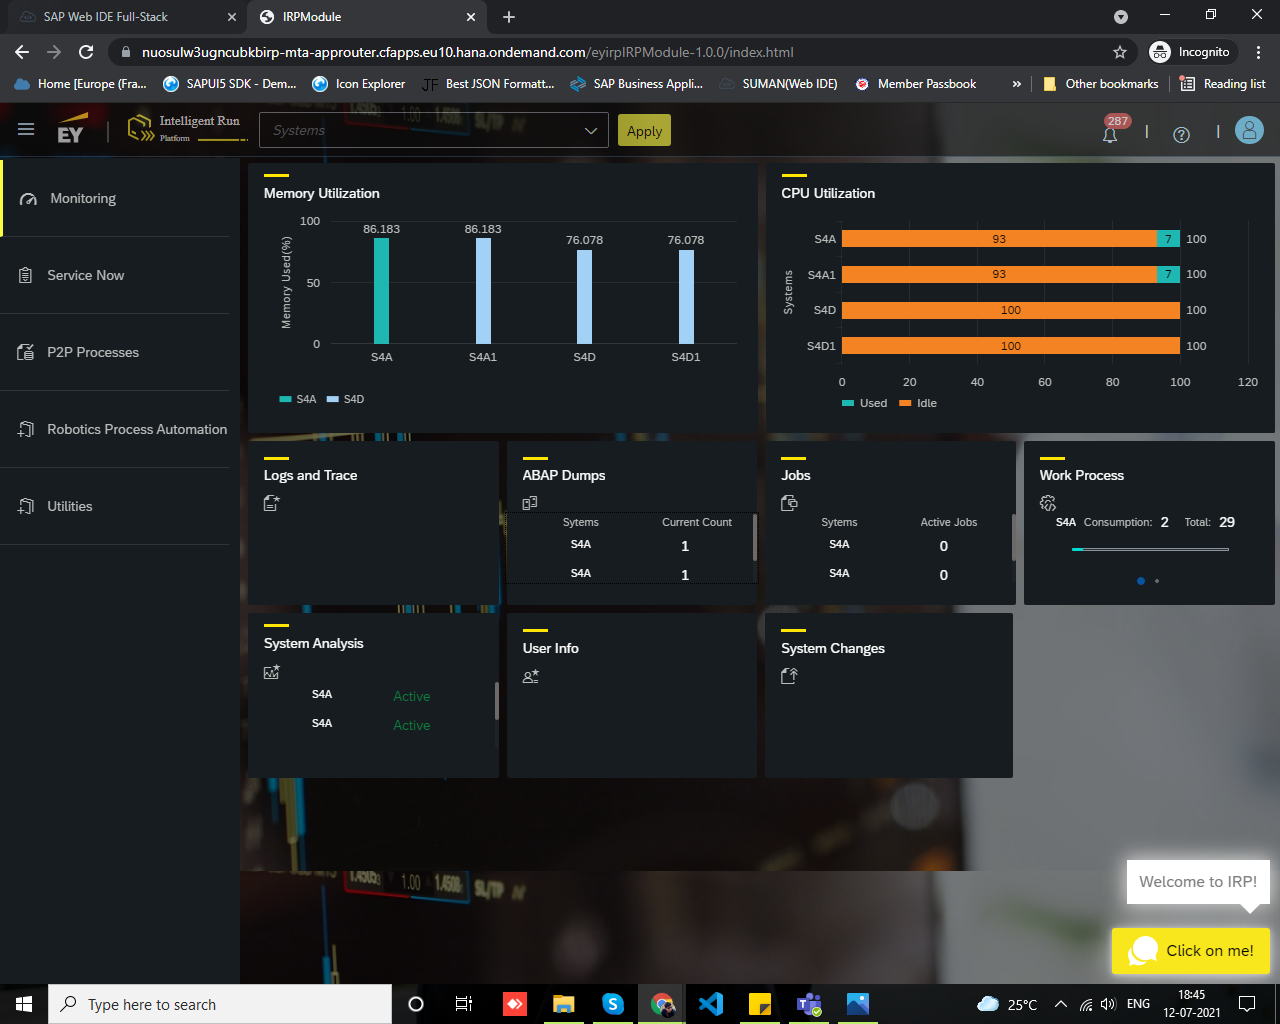 SAP Web IDE Full-Stack
IRPModule
nuosulw3ugncubkbirp-mta-approuter.cfapps.eu10.hana.ondemand.com/eyirpIRPModule-1.0.0/index.html
Incognito
Home [Europe (Fra...
SAPUI5 SDK - Dem...
Icon Explorer
JF Best JSON Formatt...
SAP Business Appli...
SUMAN(Web IDE)
Member Passbook
»
Other bookmarks
Reading list
EY
Intelligent Run
Platform
Systems
Apply
287
Monitoring
Service Now
P2P Processes
Robotics Process Automation
Utilities
Memory Utilization
Memory Used(%)
100
50
0
86.183
86.183
76.078
76.078
S4A
S4A1
S4D
S4D1
S4A
S4D
CPU Utilization
Systems
S4A 93 7 100
S4A1 93 7 100
S4D 100 100
S4D1 100 100
0 20 40 60 80 100 120
Used
Idle
Logs and Trace
ABAP Dumps
Sytems Current Count
S4A 1
S4A 1
Jobs
Sytems Active Jobs
S4A 0
S4A 0
Work Process
S4A Consumption: 2 Total: 29
System Analysis
S4A Active
S4A Active
User Info
System Changes
1.00
SL/TP
Welcome to IRP!
Click on me!
Type here to search
25°C
ENG
18:45
12-07-2021